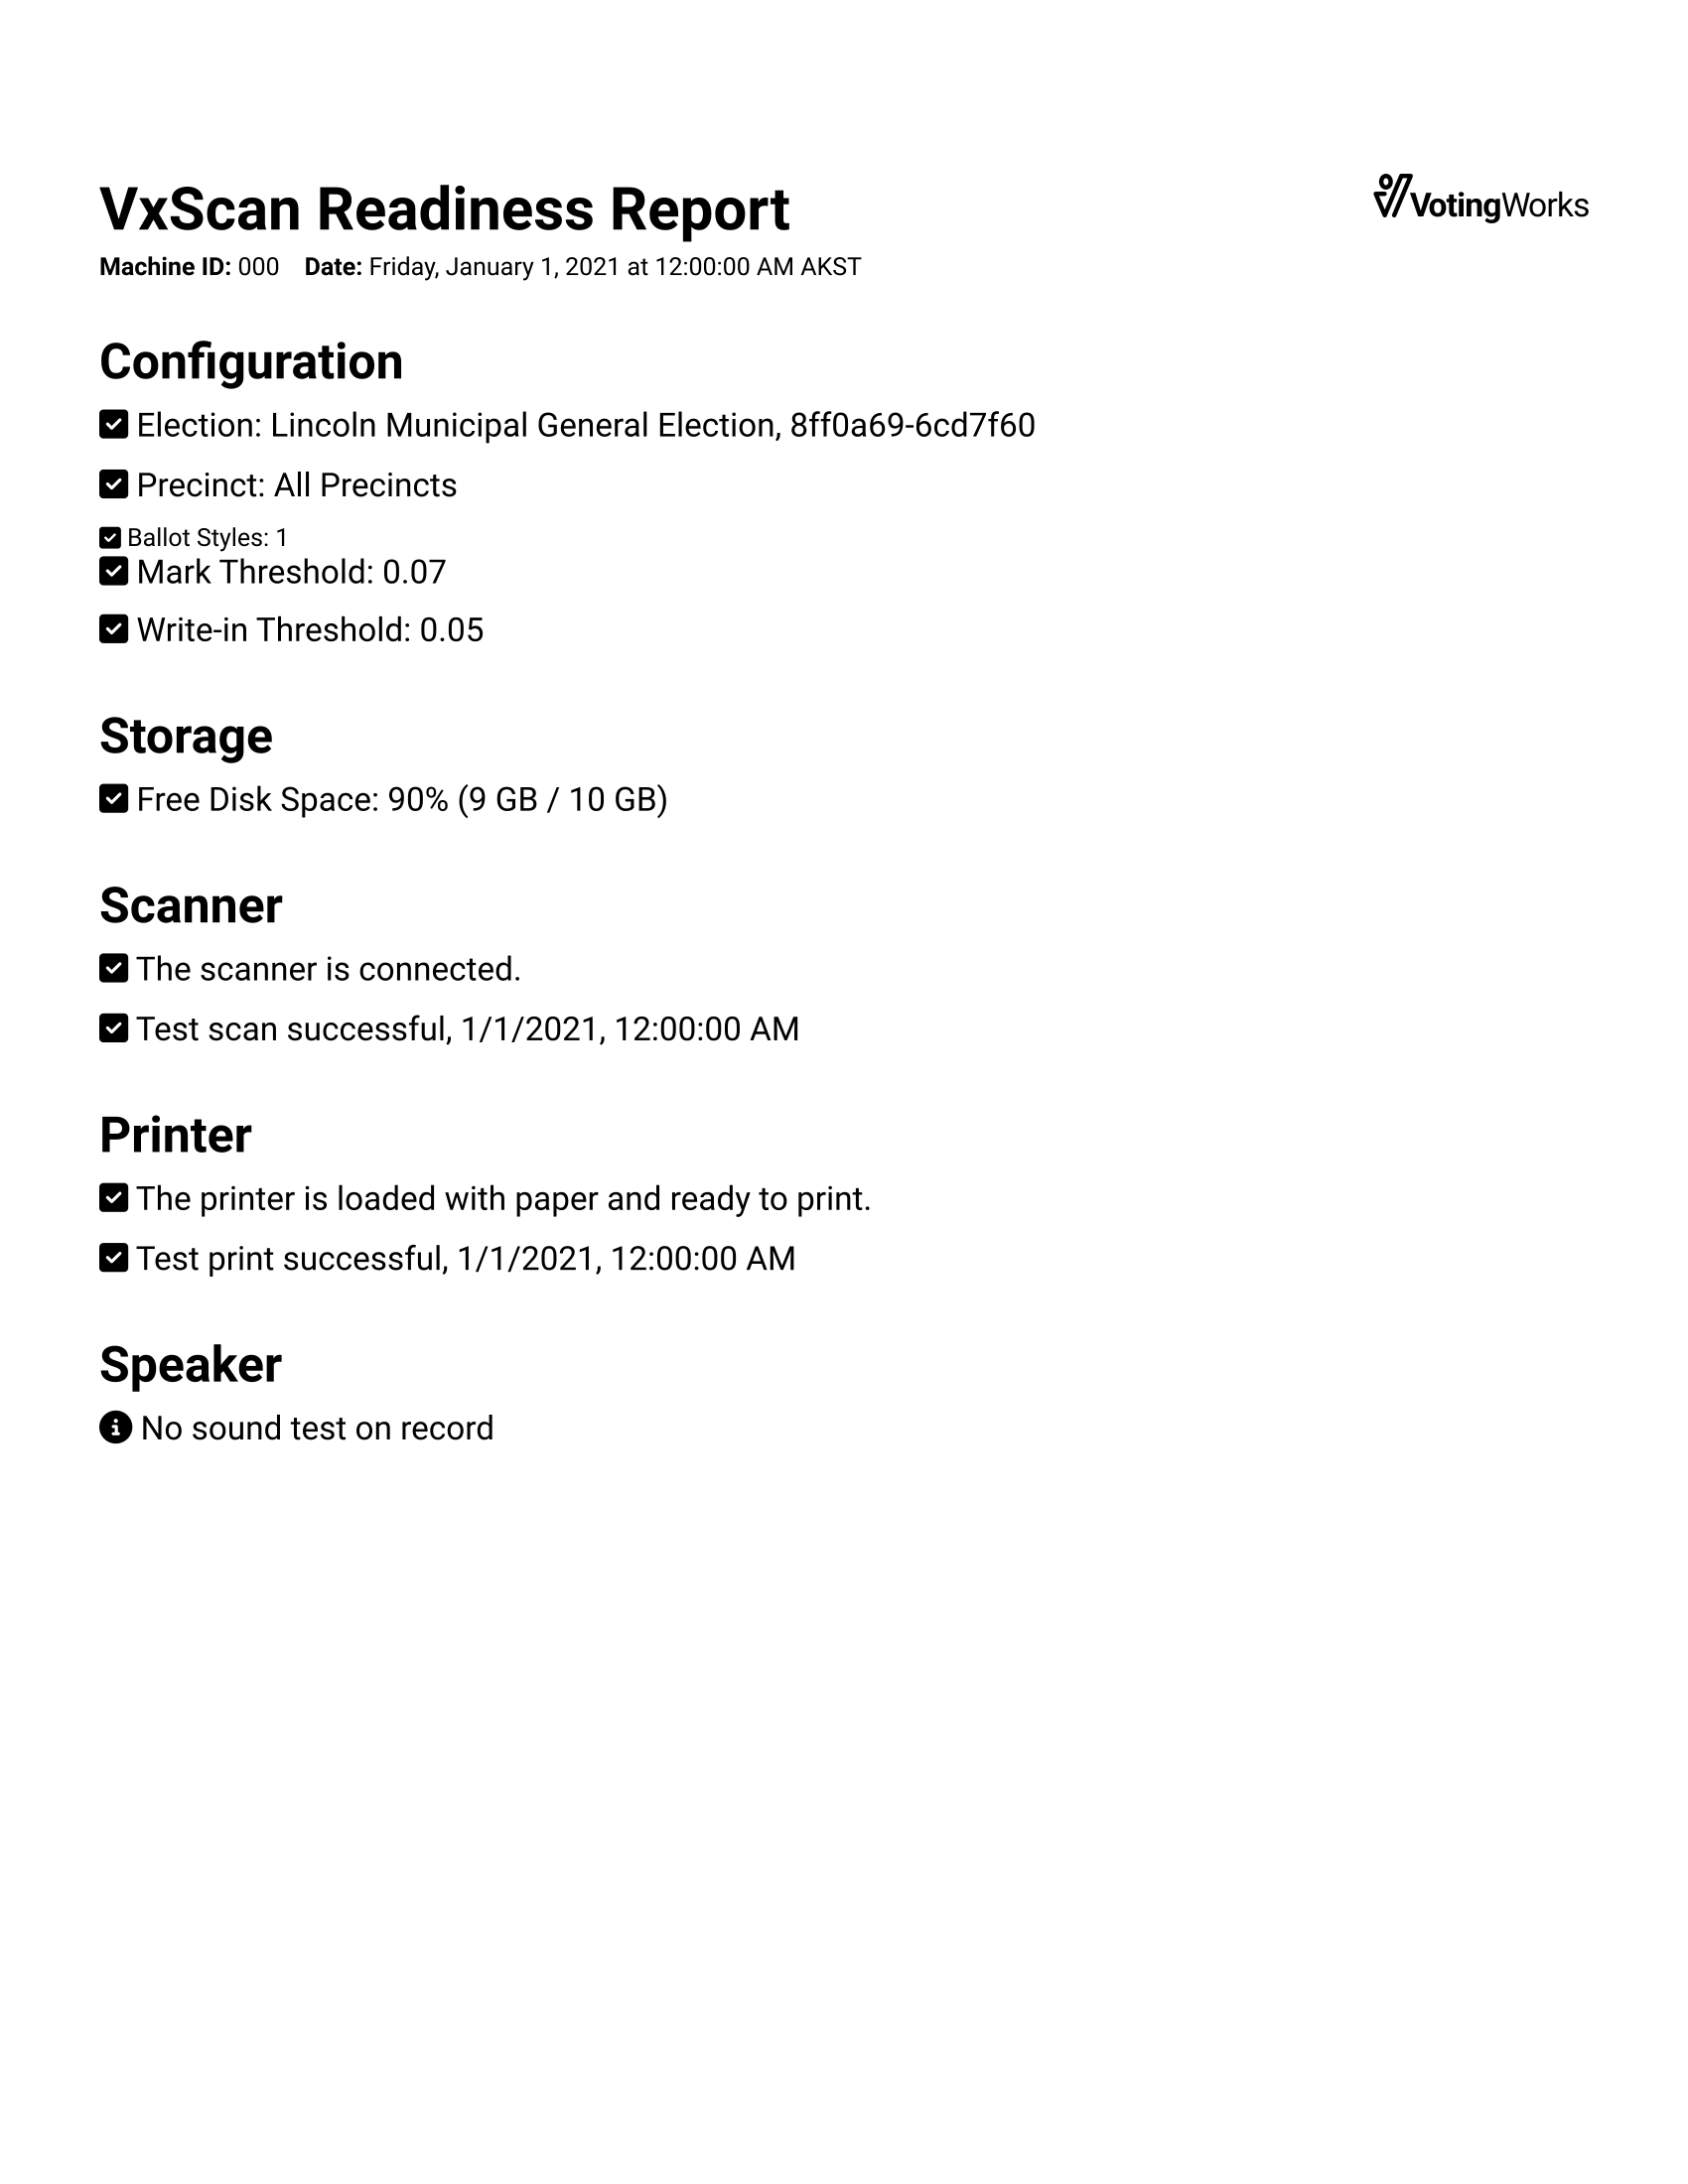 VxScan Readiness Report
VotingWorks
Machine ID: 000 Date: Friday, January 1, 2021 at 12:00:00 AM AKST
Configuration
Election: Lincoln Municipal General Election, 8ff0a69-6cd7f60
Precinct: All Precincts
Ballot Styles: 1
Mark Threshold: 0.07
Write-in Threshold: 0.05
Storage
Free Disk Space: 90% (9 GB / 10 GB)
Scanner
The scanner is connected.
Test scan successful, 1/1/2021, 12:00:00 AM
Printer
The printer is loaded with paper and ready to print.
Test print successful, 1/1/2021, 12:00:00 AM
Speaker
No sound test on record